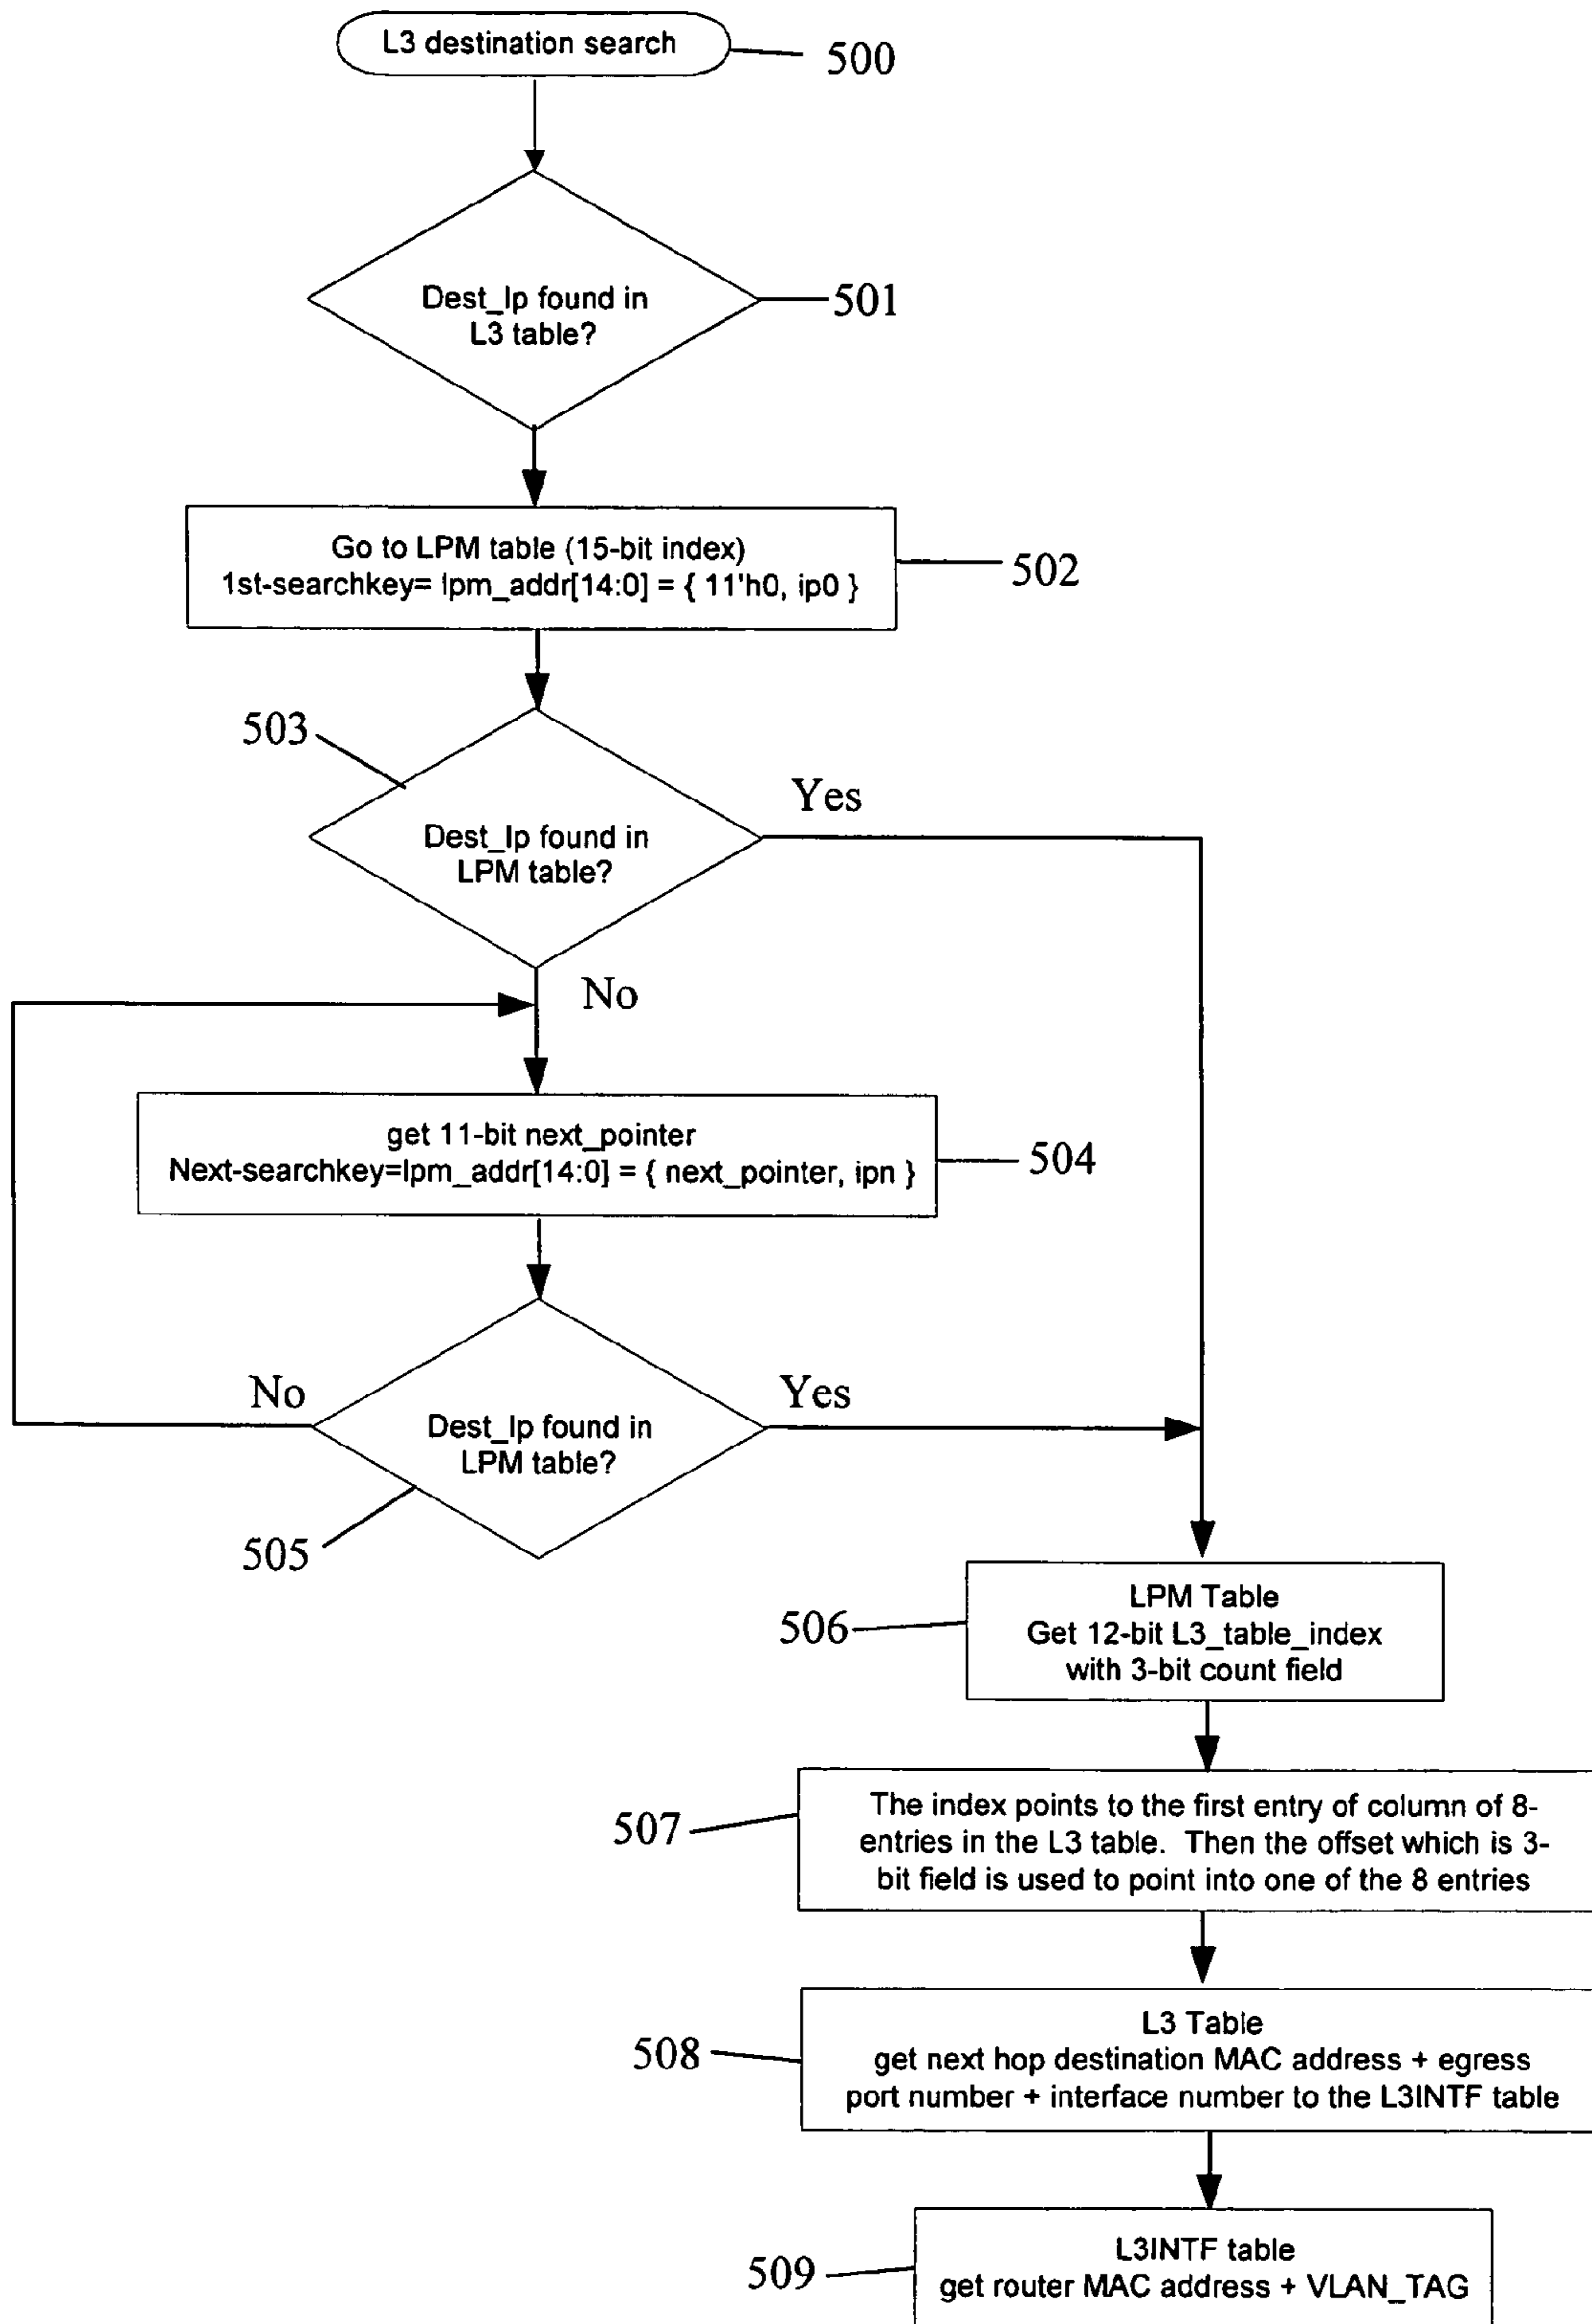 L3 destination search
500
Dest_Ip found in
L3 table?
501
Go to LPM table (15-bit index)
1st-searchkey= lpm_addr[14:0] = { 11'h0, ip0 }
502
503
Dest_Ip found in
LPM table?
Yes
No
get 11-bit next_pointer
Next-searchkey=lpm_addr[14:0] = { next_pointer, ipn }
504
No
Dest_Ip found in
LPM table?
Yes
505
LPM Table
Get 12-bit L3_table_index
with 3-bit count field
506
The index points to the first entry of column of 8-
entries in the L3 table. Then the offset which is 3-
bit field is used to point into one of the 8 entries
507
L3 Table
get next hop destination MAC address + egress
port number + interface number to the L3INTF table
508
L3INTF table
get router MAC address + VLAN_TAG
509